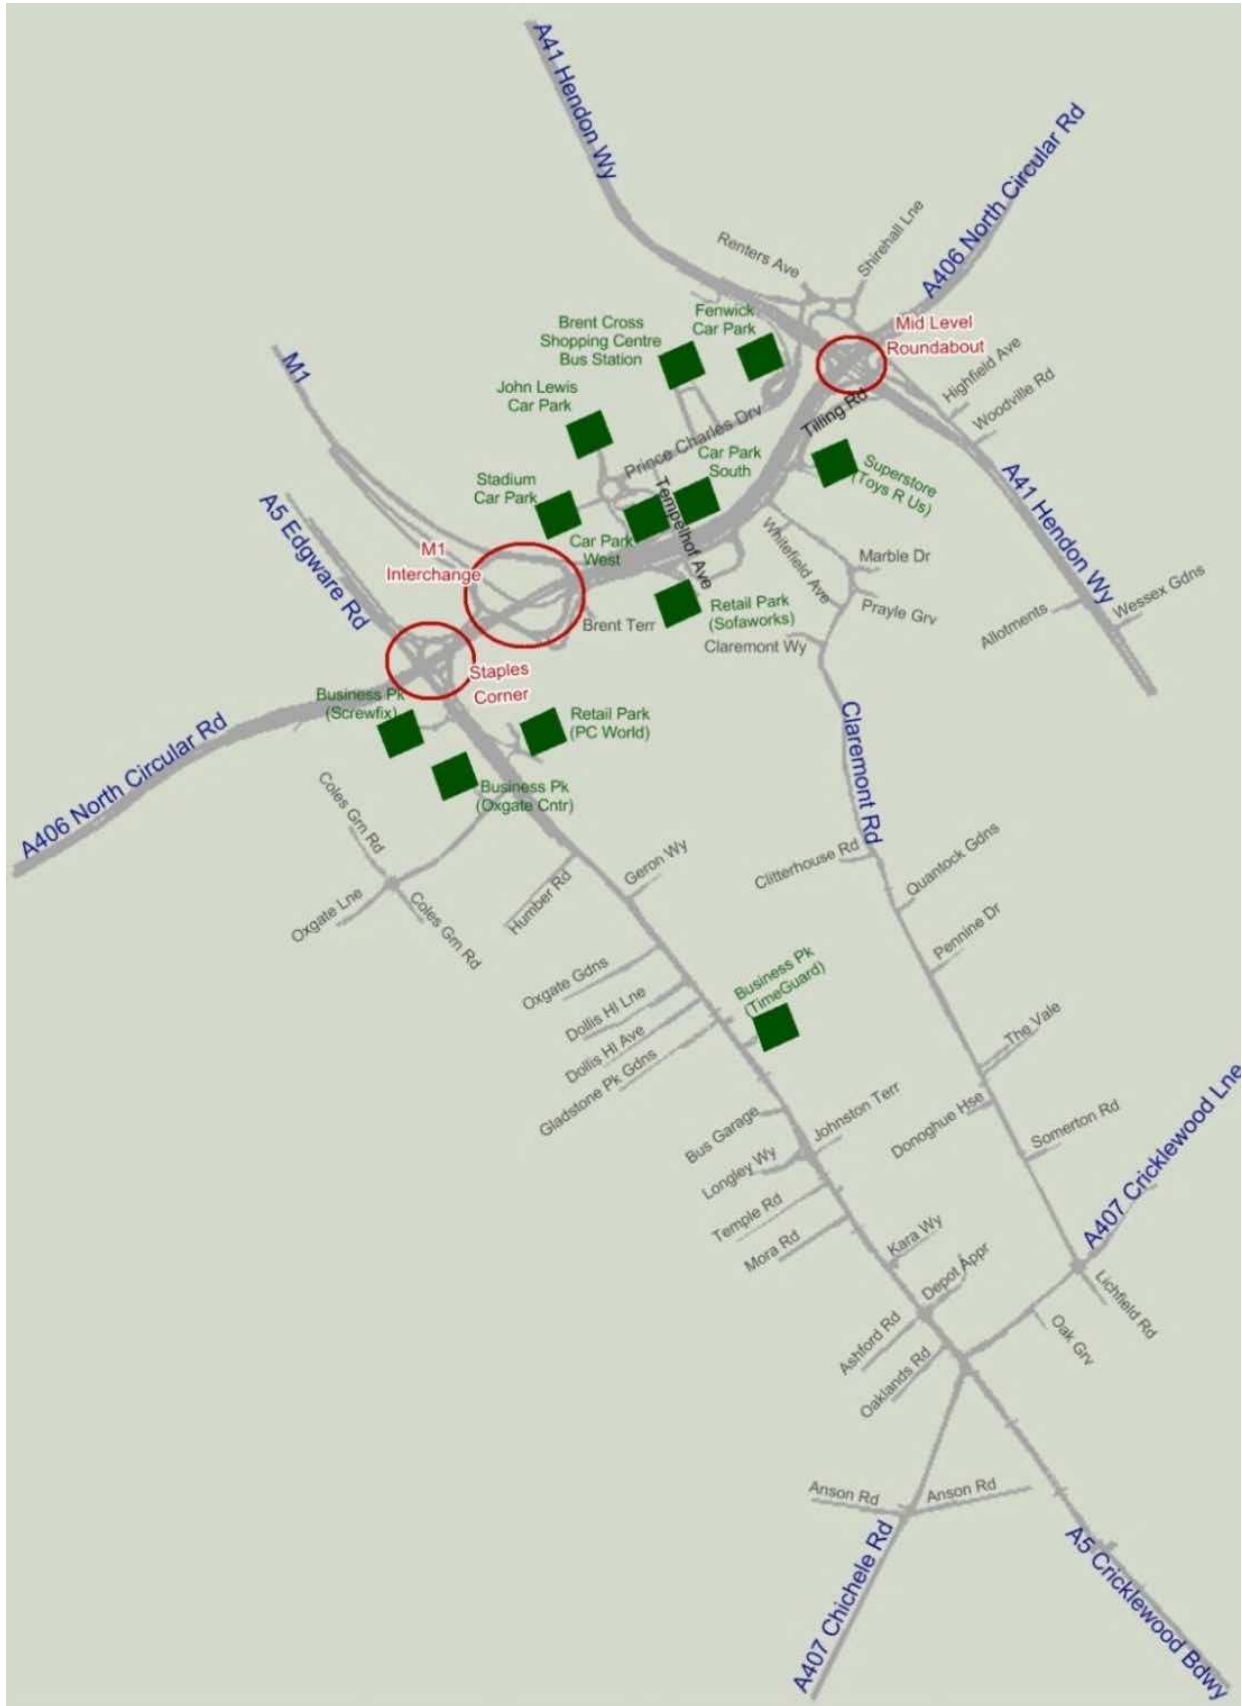 A41 Hendon Wy
A406 North Circular Rd
Shirehall Lne
Renters Ave
Fenwick
Car Park
Brent Cross
Shopping Centre
Bus Station
Mid Level
Roundabout
M1
John Lewis
Car Park
Highfield Ave
Woodville Rd
Tilling Rd
Prince Charles Drv
Car Park
South
Superstore
(Toys R Us)
A41 Hendon Wy
Stadium
Car Park
Tempelhof Ave
A5 Edgware Rd
M1
Interchange
Car Park
West
Whitefield Ave
Marble Dr
Prayle Grv
Wessex Gdns
Allotments
Retail Park
(Sofaworks)
Brent Terr
Claremont Wy
Staples
Corner
Business Pk
(Screwfix)
Retail Park
(PC World)
A406 North Circular Rd
Claremont Rd
Business Pk
(Oxgate Cntr)
Coles Grn Rd
Geron Wy
Clitterhouse Rd
Quantock Gdns
Humber Rd
Oxgate Lne
Coles Grn Rd
Pennine Dr
Oxgate Gdns
Business Pk
(TimeGuard)
Dollis Hl Lne
Dollis Hl Ave
Gladstone Pk Gdns
The Vale
Bus Garage
Johnston Terr
Donoghue Hse
Somerton Rd
A407 Cricklewood Lne
Longley Wy
Temple Rd
Mora Rd
Kara Wy
Depot Appr
Lichfield Rd
Ashford Rd
Oak Grv
Oaklands Rd
Anson Rd
Anson Rd
A407 Chichele Rd
A5 Cricklewood Bdwy